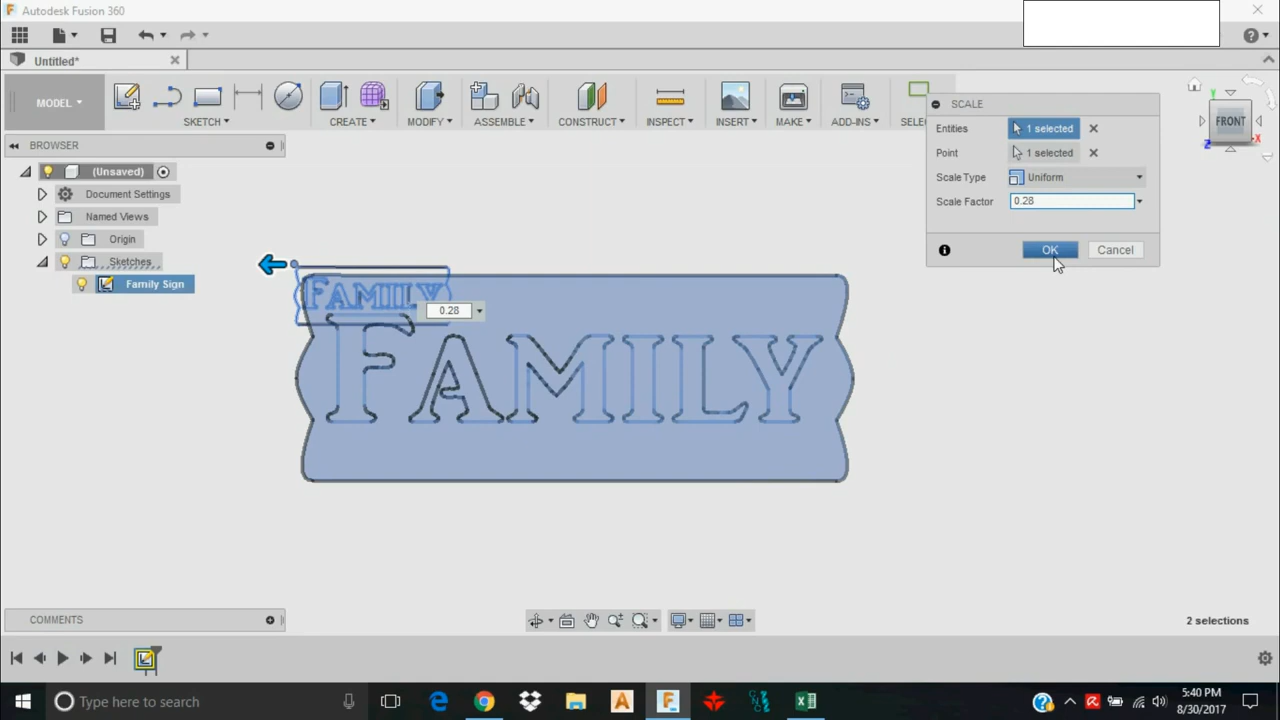 Autodesk Fusion 360
Untitled*
MODEL
SKETCH
CREATE
MODIFY
ASSEMBLE
CONSTRUCT
INSPECT
INSERT
MAKE
ADD-INS
SELEC
BROWSER
(Unsaved)
Document Settings
Named Views
Origin
Sketches
Family Sign
SCALE
Entities 1 selected
Point 1 selected
Scale Type Uniform
Scale Factor 0.28
OK Cancel
FRONT
Y
Z
X
FAMILY
0.28
FAMILY
COMMENTS
2 selections
Type here to search
5:40 PM
8/30/2017